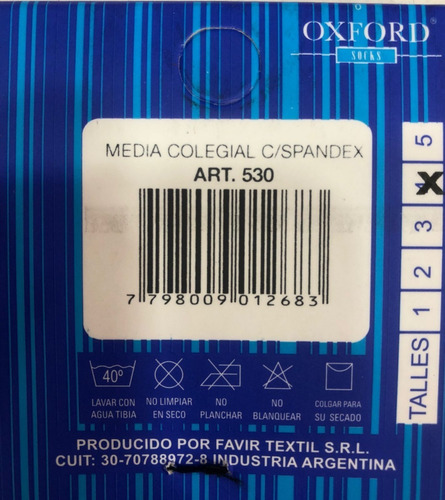 OXFORD
SOCKS
MEDIA COLEGIAL C/SPANDEX
ART. 530
7 798009 012683
TALLES 1 2 3 X 5
40°
LAVAR CON
AGUA TIBIA
NO LIMPIAR
EN SECO
NO
PLANCHAR
NO
BLANQUEAR
COLGAR PARA
SU SECADO
PRODUCIDO POR FAVIR TEXTIL S.R.L.
CUIT: 30-70788972-8 INDUSTRIA ARGENTINA